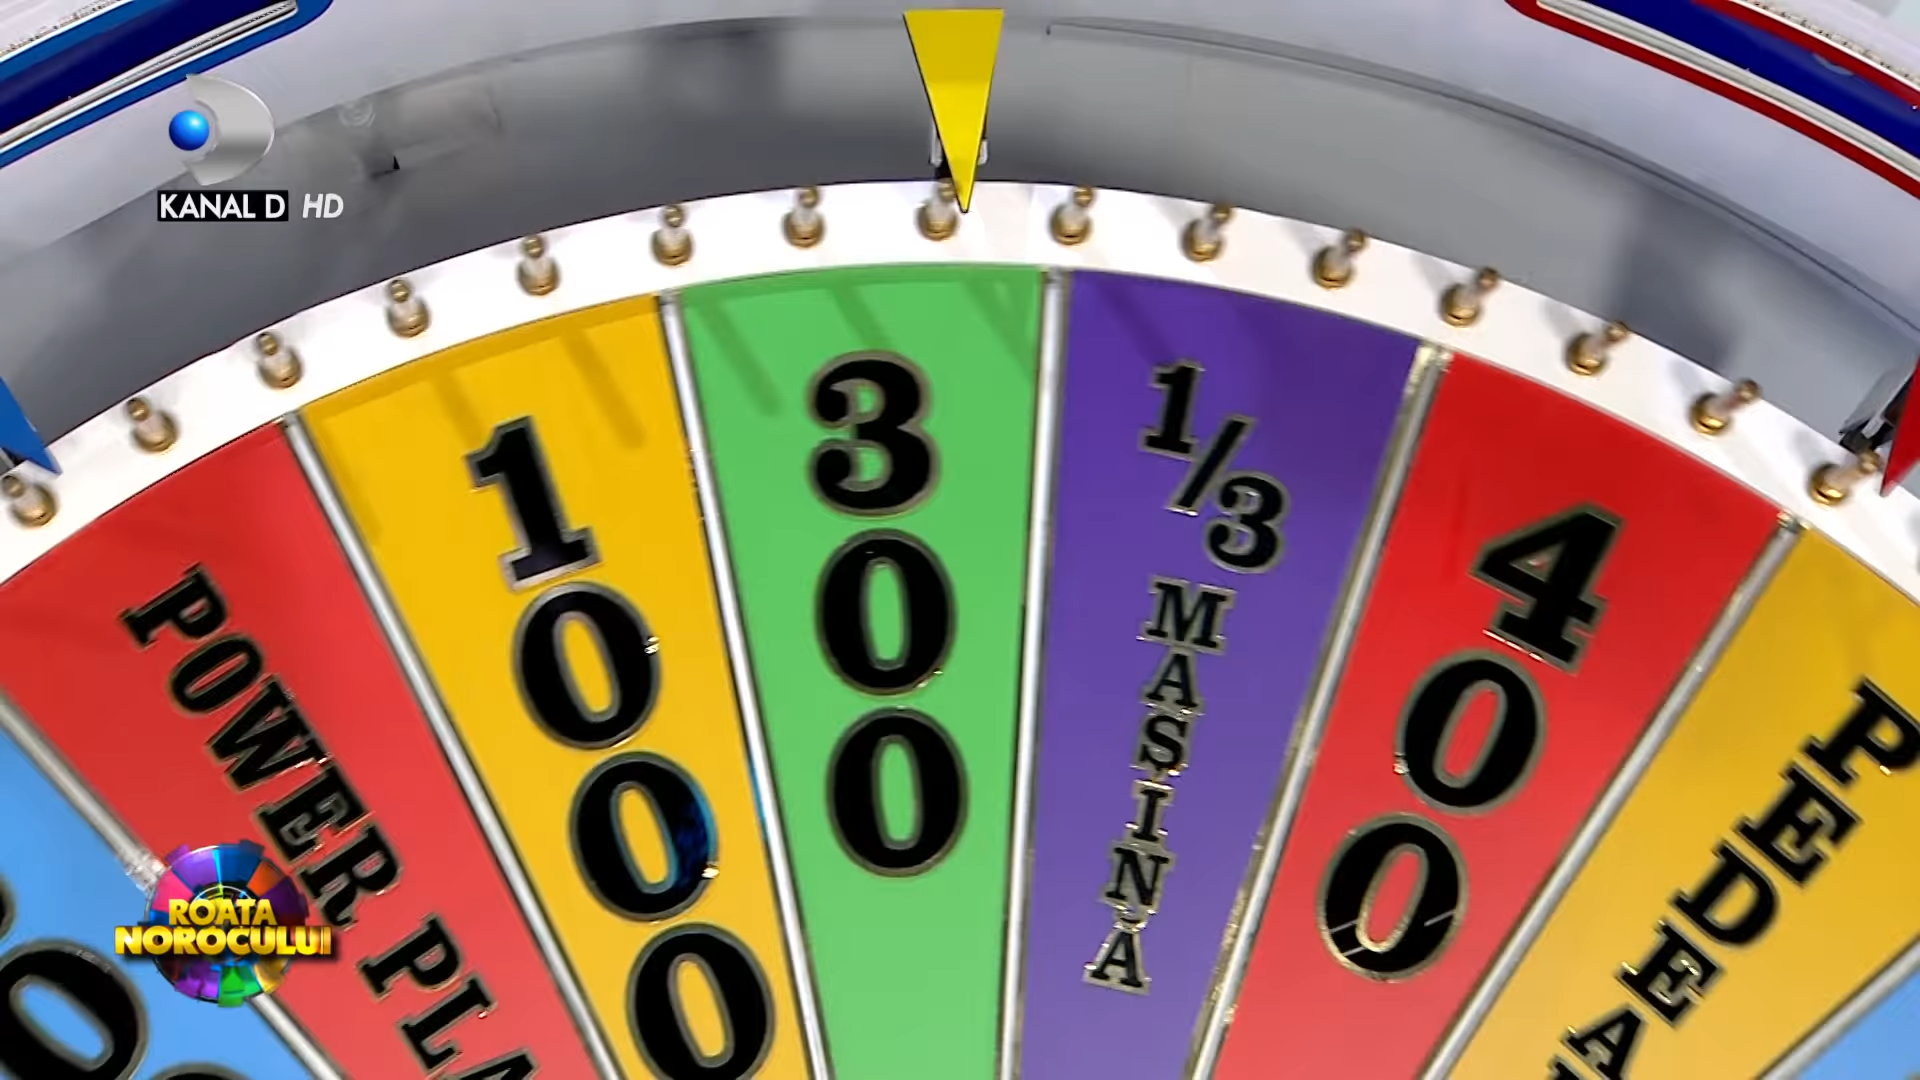 KANAL D HD
POWER PLA
1000
300
1/3 MASINA
400
PEDEA
ROATA
NOROCULUI